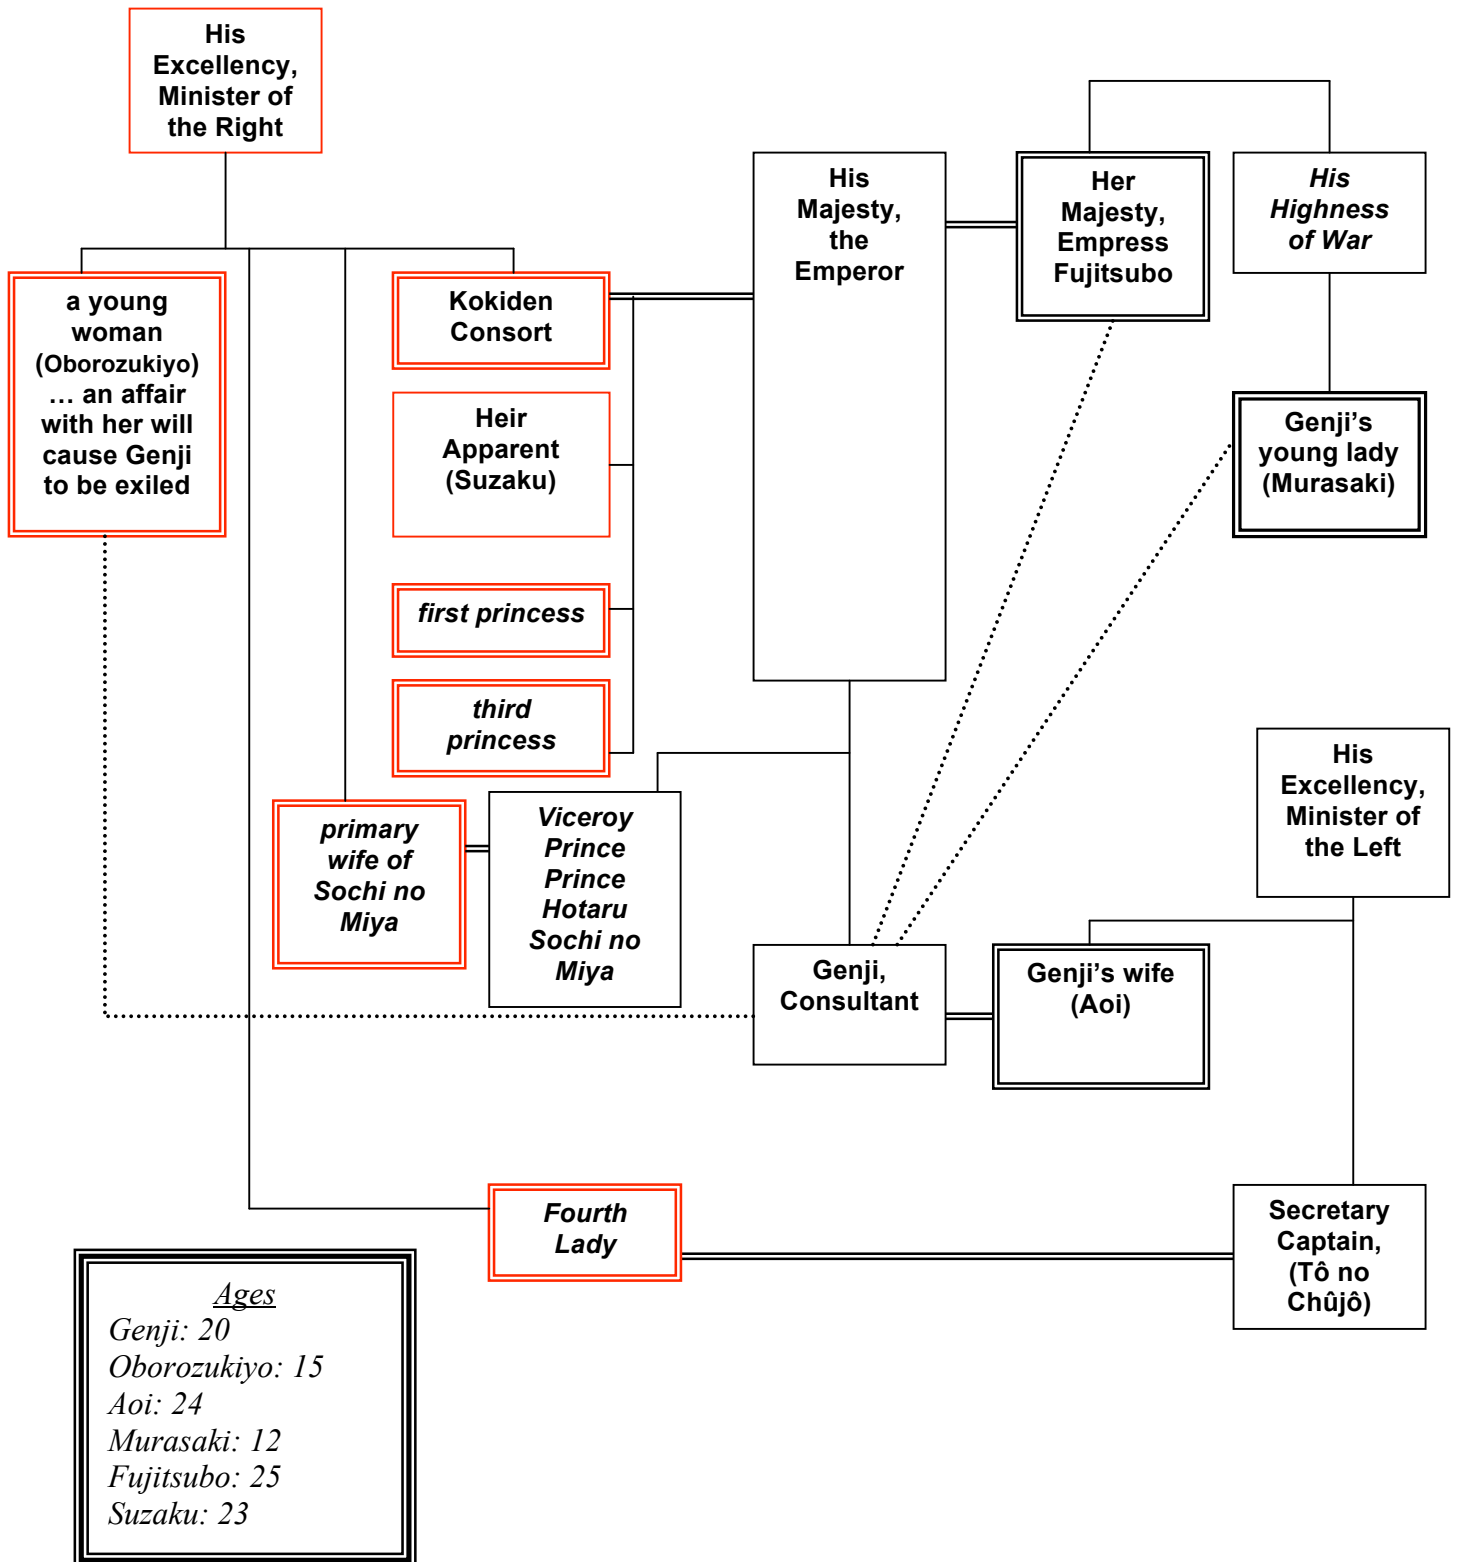 His
Excellency,
Minister of
the Right
His
Majesty,
the
Emperor
Her
Majesty,
Empress
Fujitsubo
His
Highness
of War
a young
woman
(Oborozukiyo)
… an affair
with her will
cause Genji
to be exiled
Kokiden
Consort
Heir
Apparent
(Suzaku)
first princess
third
princess
Genji’s
young lady
(Murasaki)
primary
wife of
Sochi no
Miya
Viceroy
Prince
Prince
Hotaru
Sochi no
Miya
Genji,
Consultant
Genji’s wife
(Aoi)
His
Excellency,
Minister of
the Left
Fourth
Lady
Secretary
Captain,
(Tô no
Chûjô)
Ages
Genji: 20
Oborozukiyo: 15
Aoi: 24
Murasaki: 12
Fujitsubo: 25
Suzaku: 23